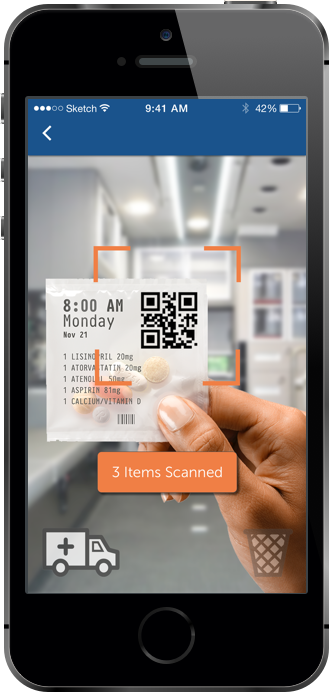 Sketch 9:41 AM 42%
8:00 AM
Monday
Nov 21
1 LISINOPRIL 20mg
1 ATORVASTATIN 20mg
1 ATENOLOL 50mg
1 ASPIRIN 81mg
1 CALCIUM/VITAMIN D
3 Items Scanned